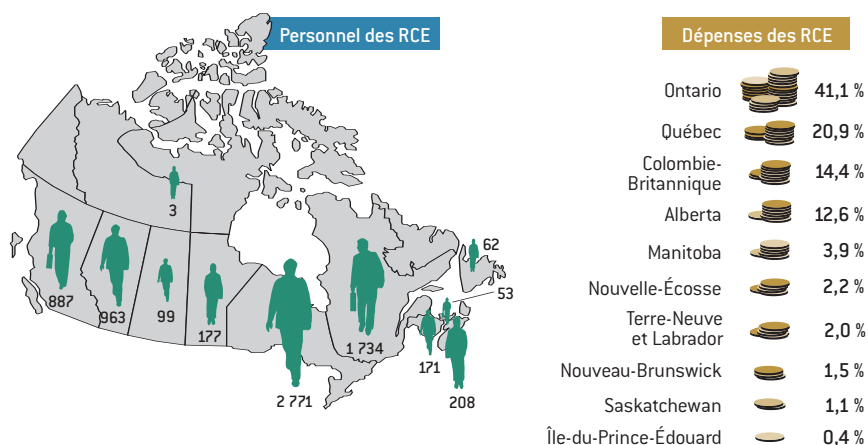 Personnel des RCE
3
887
963
99
177
2 771
1 734
62
53
171
208
Dépenses des RCE
Ontario 41,1 %
Québec 20,9 %
Colombie-
Britannique 14,4 %
Alberta 12,6 %
Manitoba 3,9 %
Nouvelle-Écosse 2,2 %
Terre-Neuve
et Labrador 2,0 %
Nouveau-Brunswick 1,5 %
Saskatchewan 1,1 %
Île-du-Prince-Édouard 0,4 %